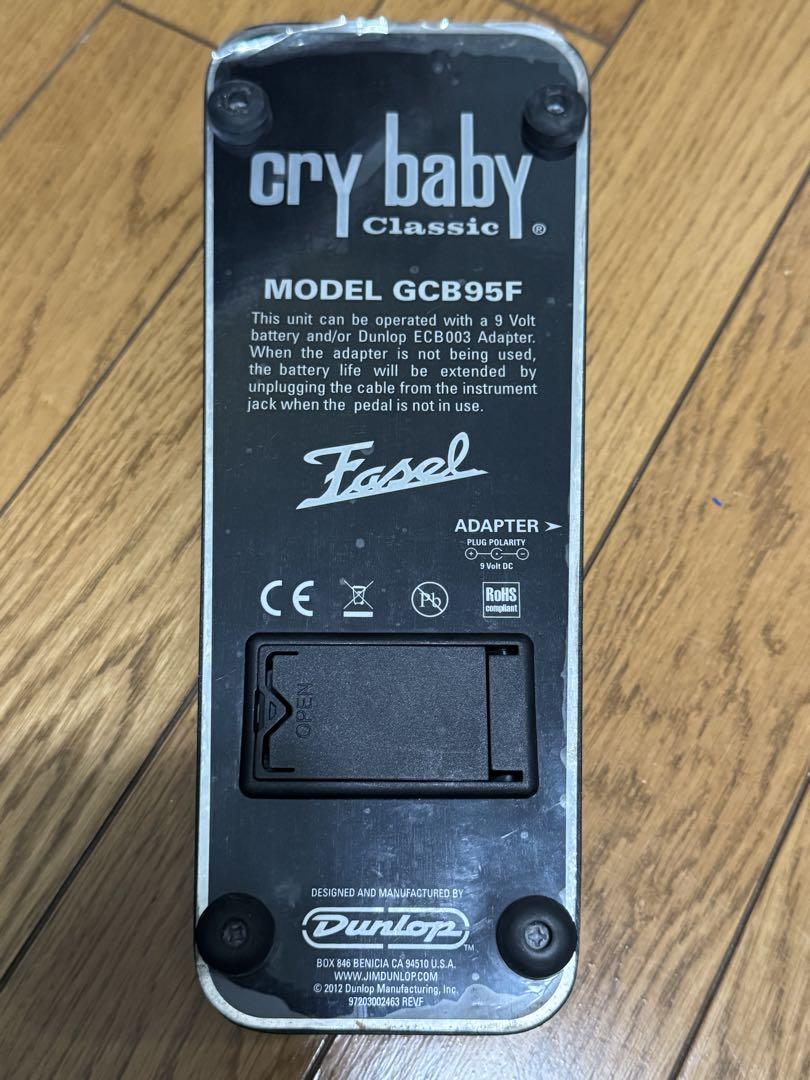 cry baby
Classic ®
MODEL GCB95F
This unit can be operated with a 9 Volt
battery and/or Dunlop ECB003 Adapter.
When the adapter is not being used,
the battery life will be extended by
unplugging the cable from the instrument
jack when the pedal is not in use.
Fasel
ADAPTER ➤
PLUG POLARITY
+ -
9 Volt DC
CE
Pb
RoHS
compliant
OPEN
DESIGNED AND MANUFACTURED BY
Dunlop™
BOX 846 BENICIA CA 94510 U.S.A.
WWW.JIMDUNLOP.COM
© 2012 Dunlop Manufacturing, Inc.
97203002463 REVF